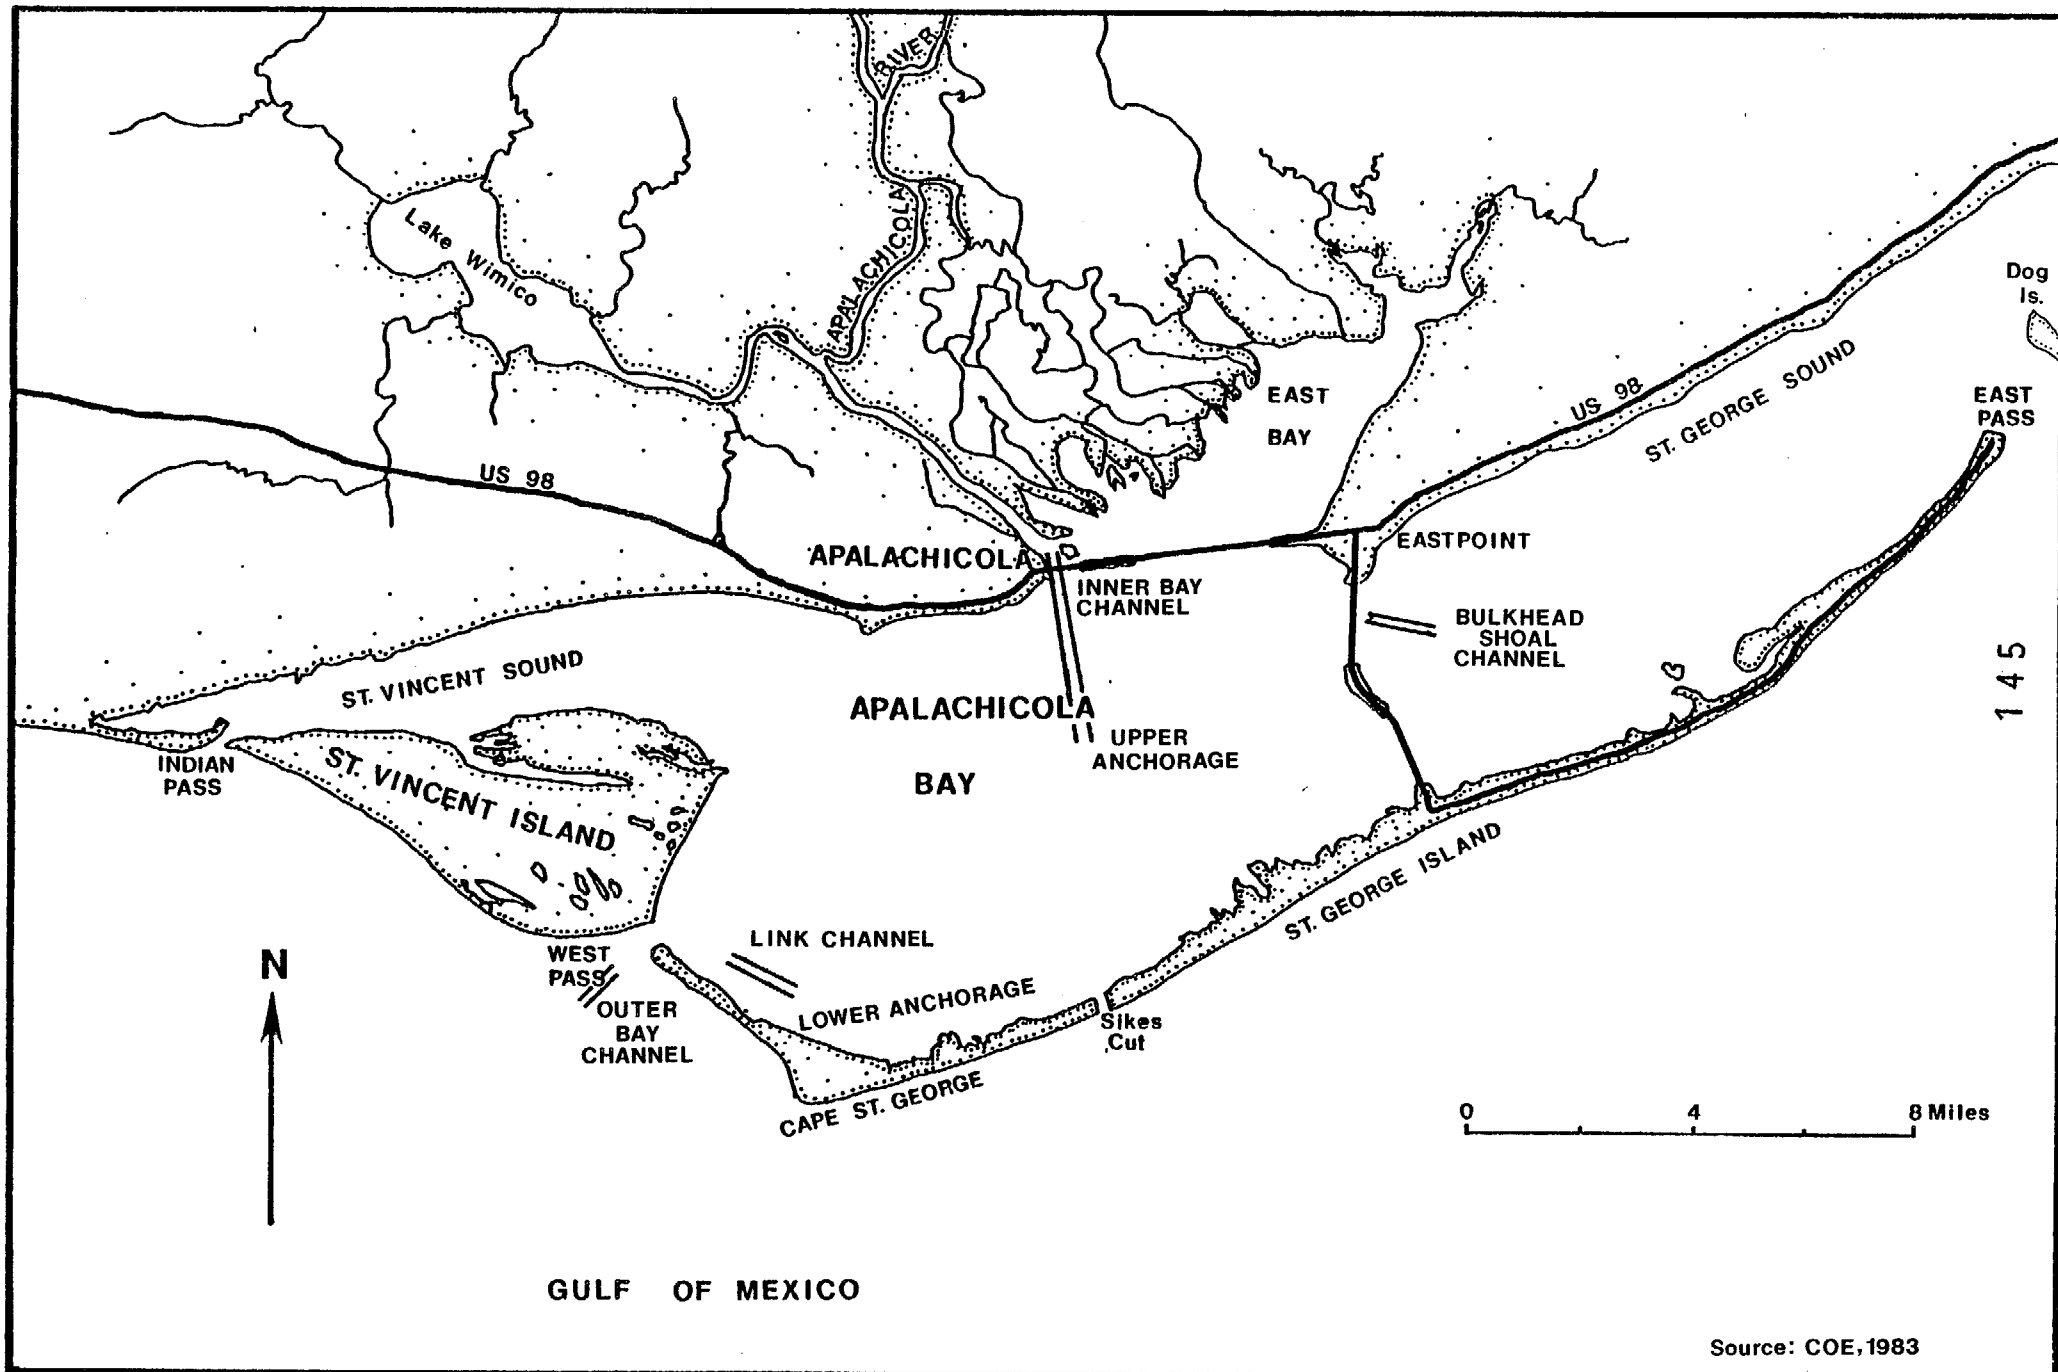 RIVER
APALACHICOLA
Lake Wimico
Dog
Is.
EAST
PASS
EAST
BAY
US 98
ST. GEORGE SOUND
US 98
APALACHICOLA
EASTPOINT
INNER BAY
CHANNEL
BULKHEAD
SHOAL
CHANNEL
145
ST. VINCENT SOUND
APALACHICOLA
BAY
UPPER
ANCHORAGE
INDIAN
PASS
ST. VINCENT ISLAND
ST. GEORGE ISLAND
LINK CHANNEL
WEST
PASS
N
OUTER
BAY
CHANNEL
LOWER ANCHORAGE
Sikes
Cut
CAPE ST. GEORGE
0 4 8 Miles
GULF OF MEXICO
Source: COE,1983